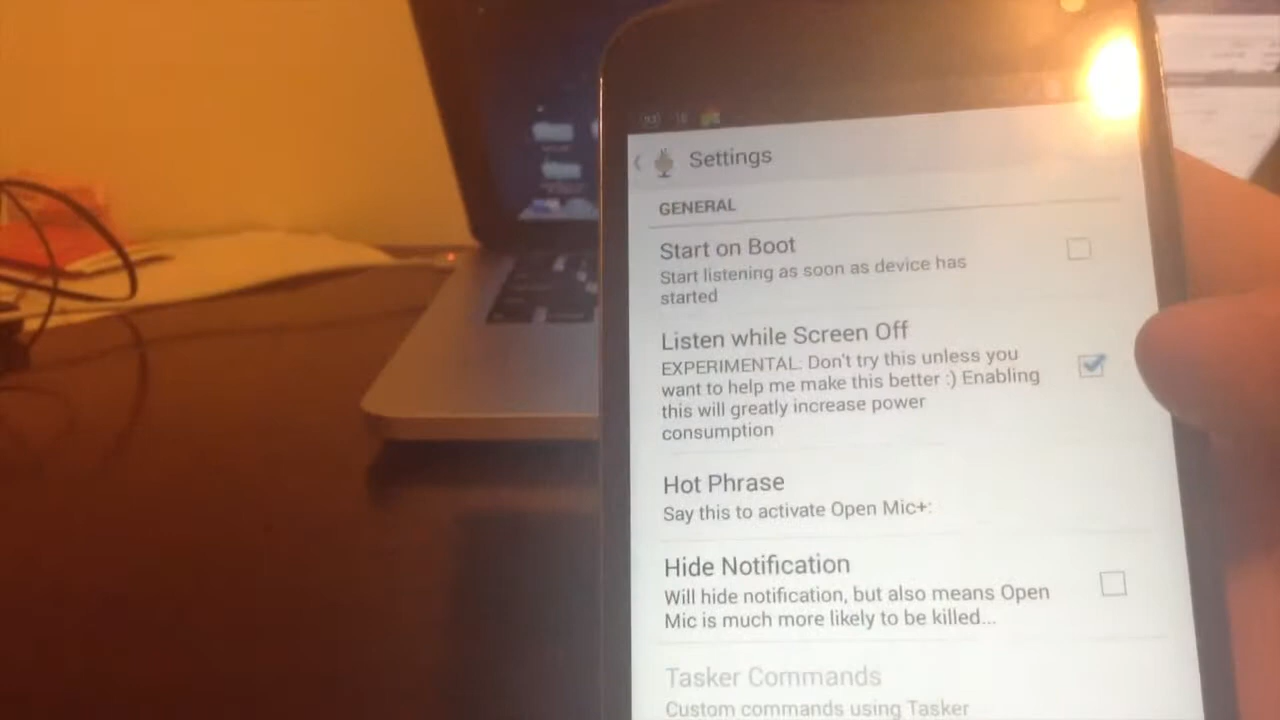 Settings
GENERAL
Start on Boot
Start listening as soon as device has
started
Listen while Screen Off
EXPERIMENTAL: Don't try this unless you
want to help me make this better :) Enabling
this will greatly increase power
consumption
Hot Phrase
Say this to activate Open Mic+:
Hide Notification
Will hide notification, but also means Open
Mic is much more likely to be killed...
Tasker Commands
Custom commands using Tasker